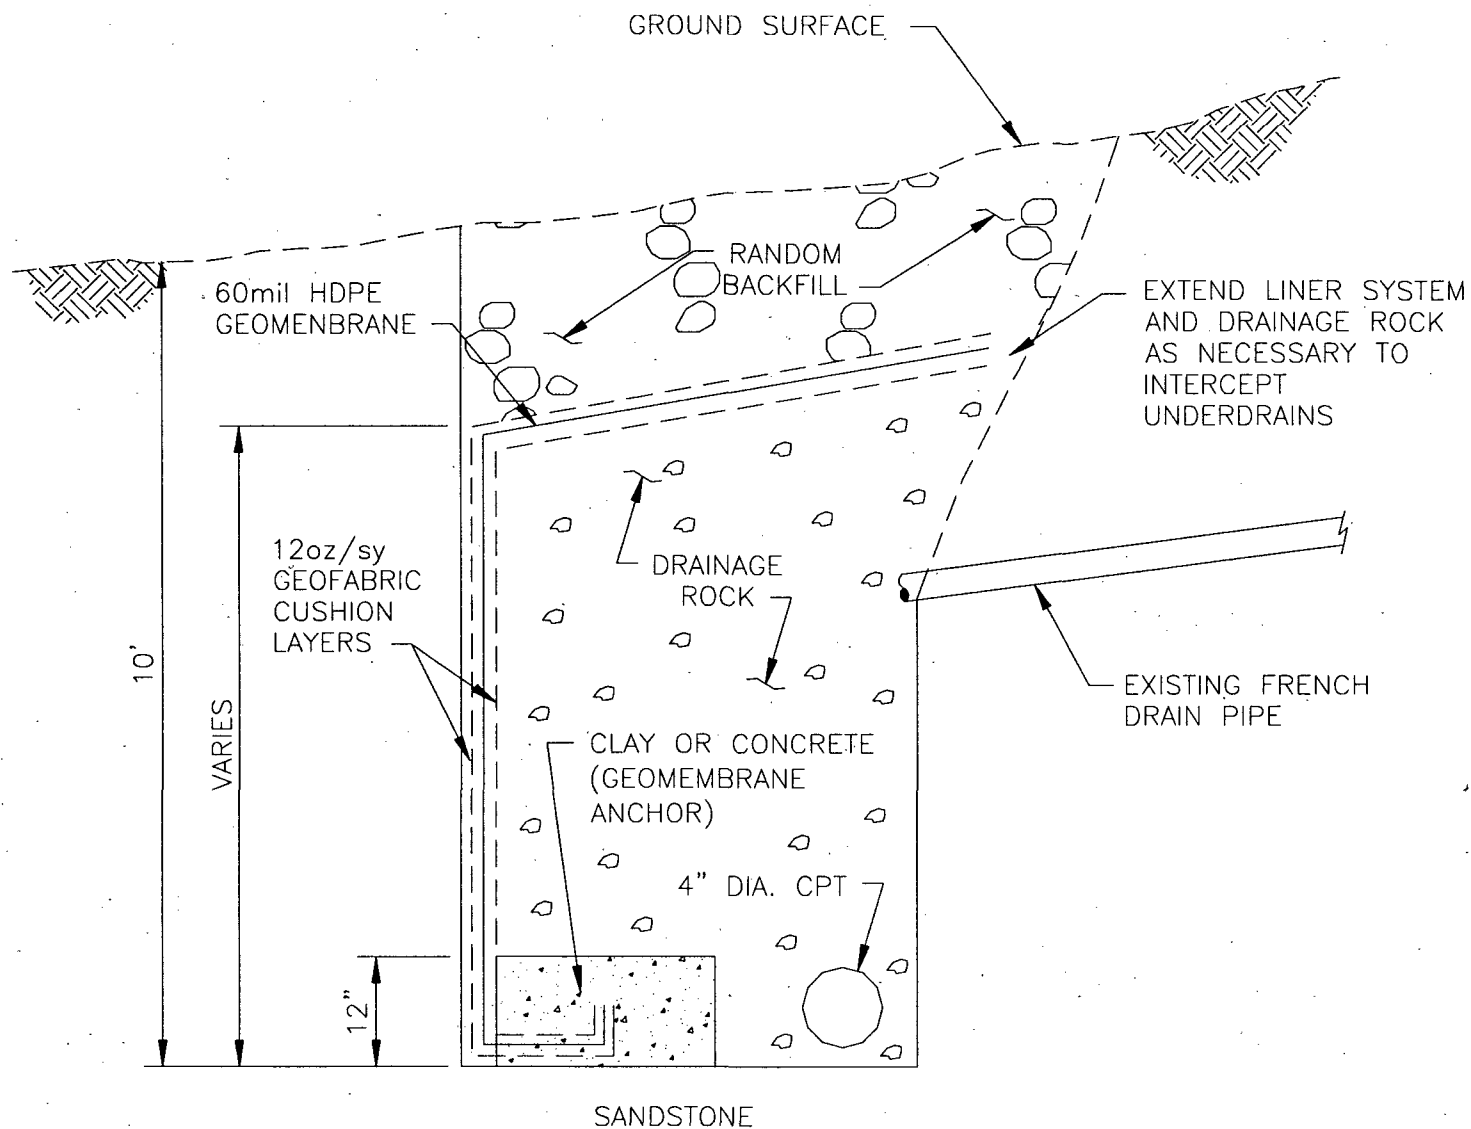 GROUND SURFACE
RANDOM
BACKFILL
60mil HDPE
GEOMENBRANE
EXTEND LINER SYSTEM
AND DRAINAGE ROCK
AS NECESSARY TO
INTERCEPT
UNDERDRAINS
12oz/sy
GEOFABRIC
CUSHION
LAYERS
DRAINAGE
ROCK
10'
VARIES
EXISTING FRENCH
DRAIN PIPE
CLAY OR CONCRETE
(GEOMEMBRANE
ANCHOR)
4" DIA. CPT
12"
SANDSTONE